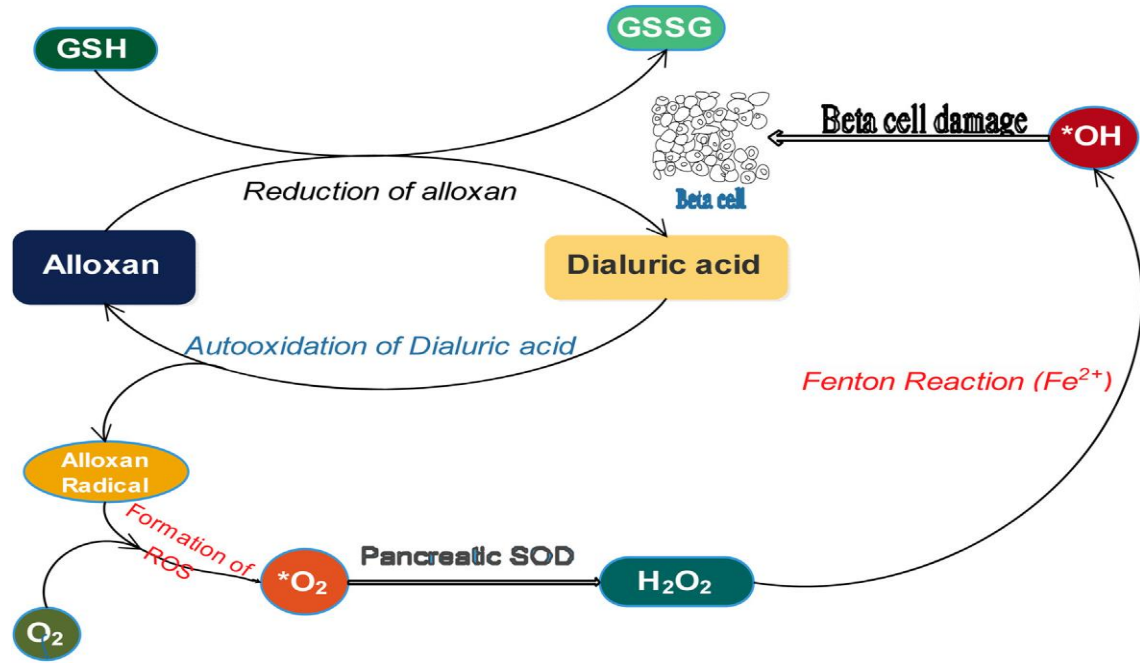 GSH
GSSG
Beta cell damage
*OH
Beta cell
Reduction of alloxan
Alloxan
Dialuric acid
Autooxidation of Dialuric acid
Fenton Reaction (Fe²⁺)
Alloxan
Radical
Formation of
ROS
Pancreatic SOD
*O₂
H₂O₂
O₂